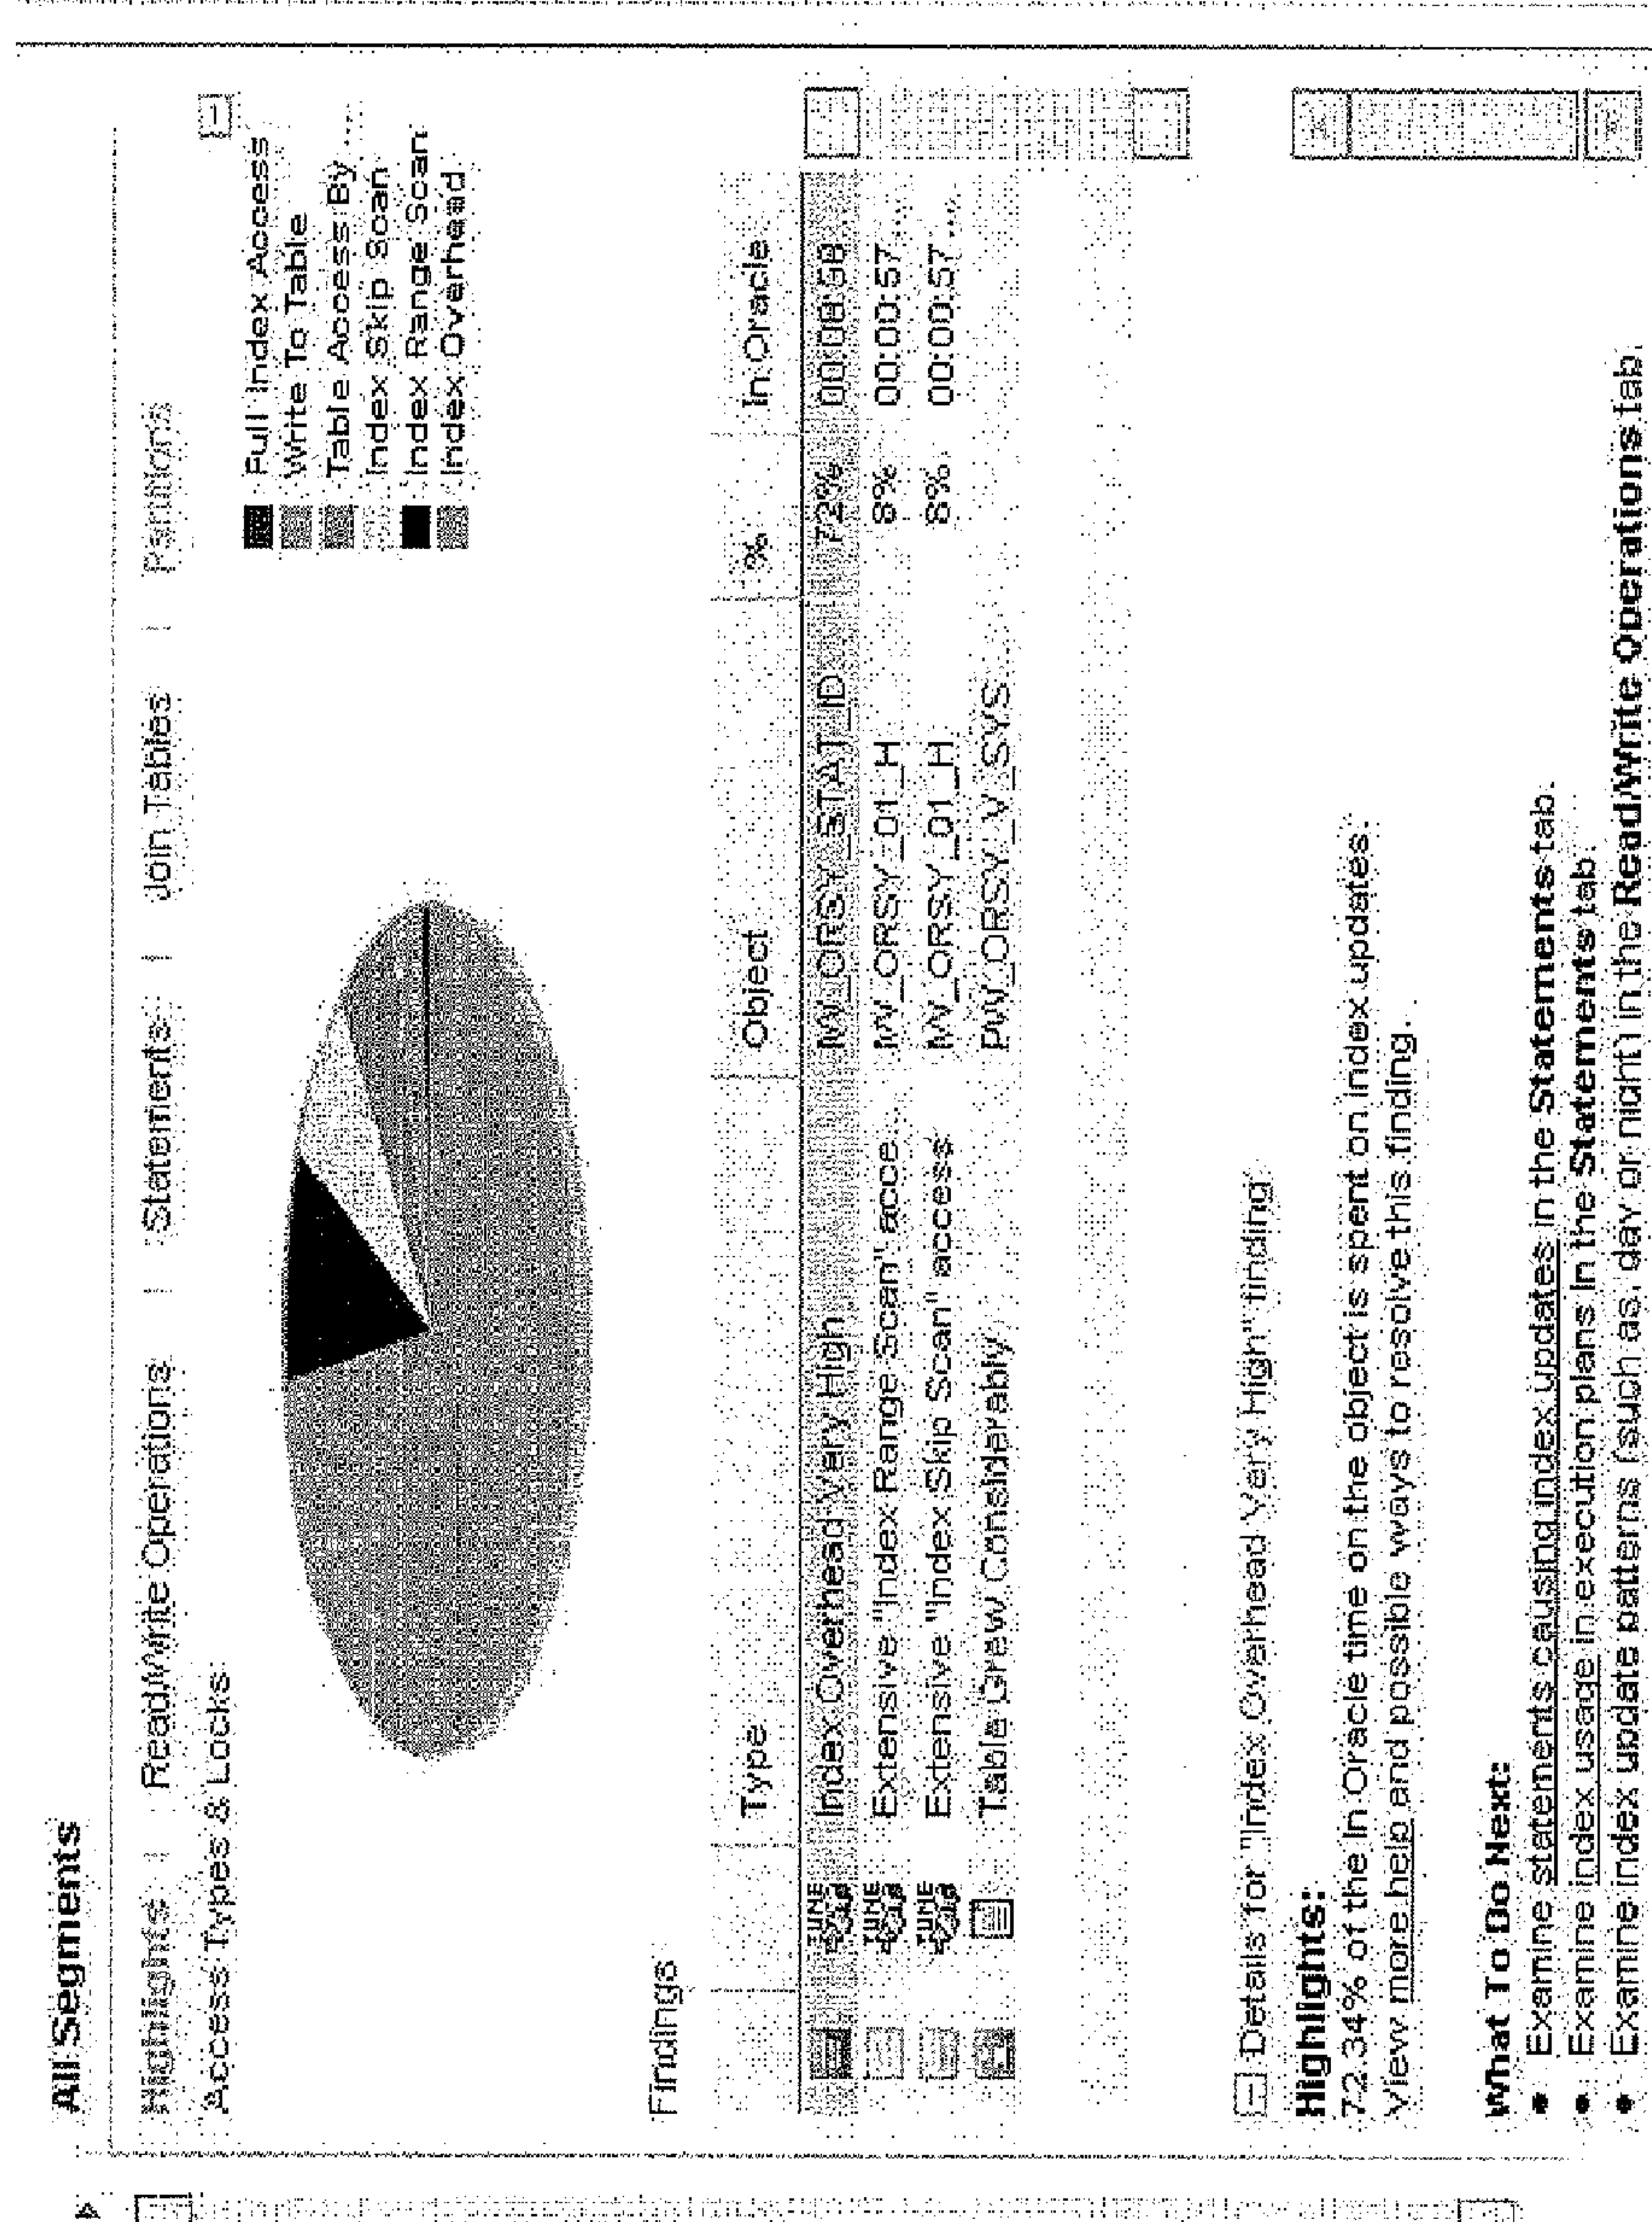 All Segments
Highlights | Read/Write Operations | Statements | Join Tables | Partitions
Access Types & Locks
Full Index Access
Write To Table
Table Access By ...
Index Skip Scan
Index Range Scan
Index Overhead
Findings
Type Object % In Oracle
TUNE Index Overhead Very High 72%
TUNE Extensive "Index Range Scan" acce... IW_ORSY_01_H 8% 00:00:57...
TUNE Extensive "Index Skip Scan" access IW_ORSY_01_H 8% 00:00:57...
Table Grew Considerably PW_ORSY_V_SYS...
Details for "Index Overhead Very High" finding
Highlights:
72.34% of the In Oracle time on the object is spent on index updates.
View more help and possible ways to resolve this finding.
What To Do Next:
• Examine statements causing index updates in the Statements tab.
• Examine index usage in execution plans in the Statements tab.
• Examine index update patterns (such as, day or night) in the Read/Write Operations tab.